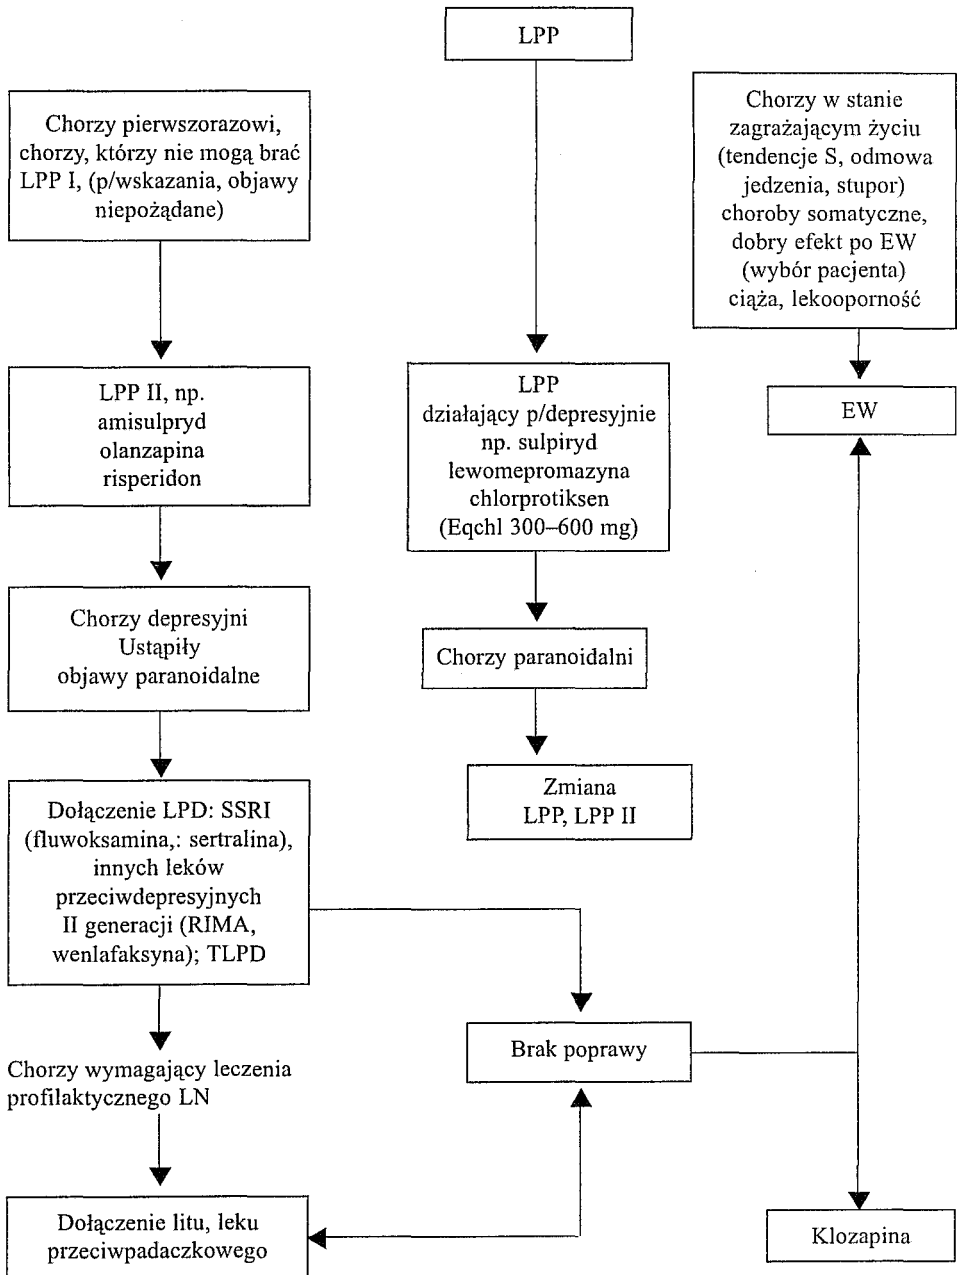 LPP
Chorzy pierwszorazowi,
chorzy, którzy nie mogą brać
LPP I, (p/wskazania, objawy
niepożądane)
Chorzy w stanie
zagrażającym życiu
(tendencje S, odmowa
jedzenia, stupor)
choroby somatyczne,
dobry efekt po EW
(wybór pacjenta)
ciąża, lekooporność
LPP II, np.
amisulpryd
olanzapina
risperidon
LPP
działający p/depresyjnie
np. sulpiryd
lewomepromazyna
chlorprotiksen
(Eqchl 300–600 mg)
EW
Chorzy depresyjni
Ustąpiły
objawy paranoidalne
Chorzy paranoidalni
Zmiana
LPP, LPP II
Dołączenie LPD: SSRI
(fluwoksamina,: sertralina),
innych leków
przeciwdepresyjnych
II generacji (RIMA,
wenlafaksyna); TLPD
Brak poprawy
Chorzy wymagający leczenia
profilaktycznego LN
Dołączenie litu, leku
przeciwpadaczkowego
Klozapina